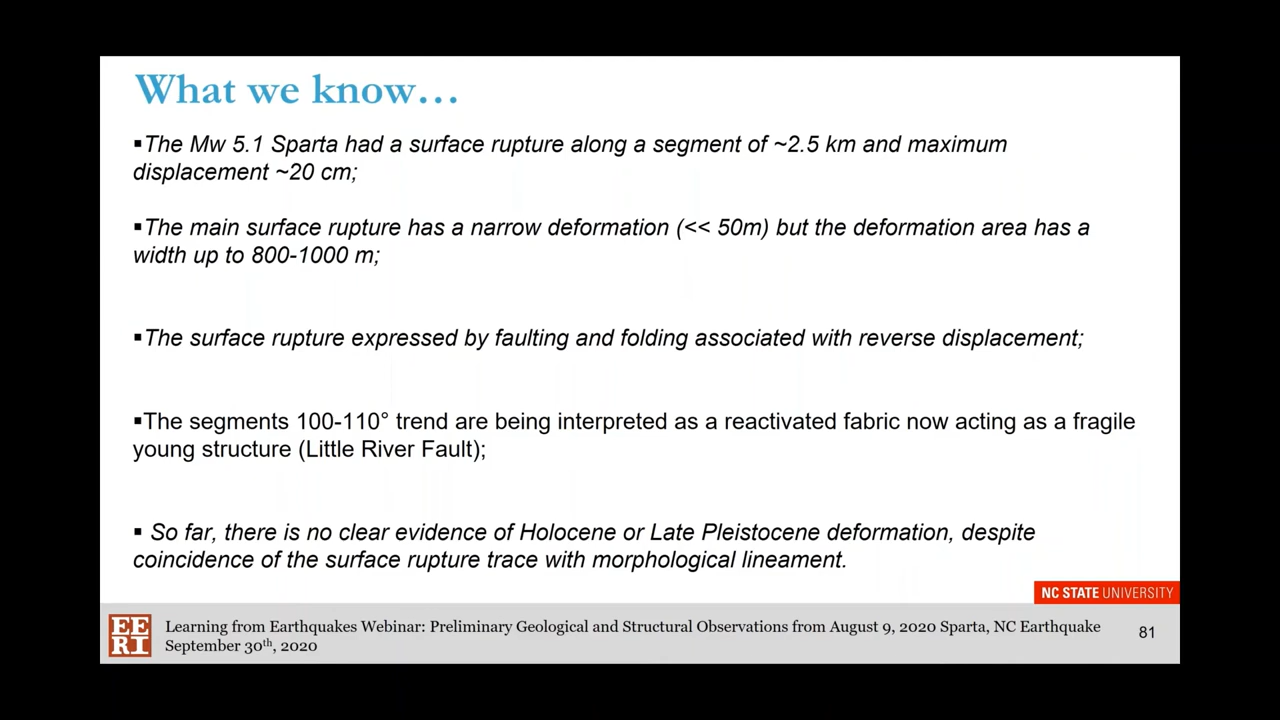 What we know…
▪The Mw 5.1 Sparta had a surface rupture along a segment of ~2.5 km and maximum
displacement ~20 cm;
▪The main surface rupture has a narrow deformation (<< 50m) but the deformation area has a
width up to 800-1000 m;
▪The surface rupture expressed by faulting and folding associated with reverse displacement;
▪The segments 100-110° trend are being interpreted as a reactivated fabric now acting as a fragile
young structure (Little River Fault);
▪ So far, there is no clear evidence of Holocene or Late Pleistocene deformation, despite
coincidence of the surface rupture trace with morphological lineament.
NC STATE UNIVERSITY
EE
RI
Learning from Earthquakes Webinar: Preliminary Geological and Structural Observations from August 9, 2020 Sparta, NC Earthquake
September 30th, 2020
81